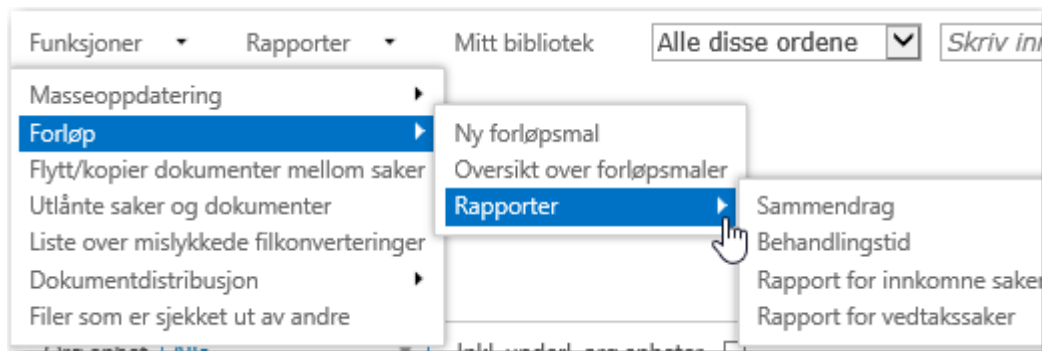 Funksjoner Rapporter Mitt bibliotek Alle disse ordene Skriv
Masseoppdatering
Forløp
Flytt/kopier dokumenter mellom saker
Utlånte saker og dokumenter
Liste over mislykkede filkonverteringer
Dokumentdistribusjon
Filer som er sjekket ut av andre
Ny forløpsmal
Oversikt over forløpsmaler
Rapporter
Sammendrag
Behandlingstid
Rapport for innkomne saker
Rapport for vedtakssaker